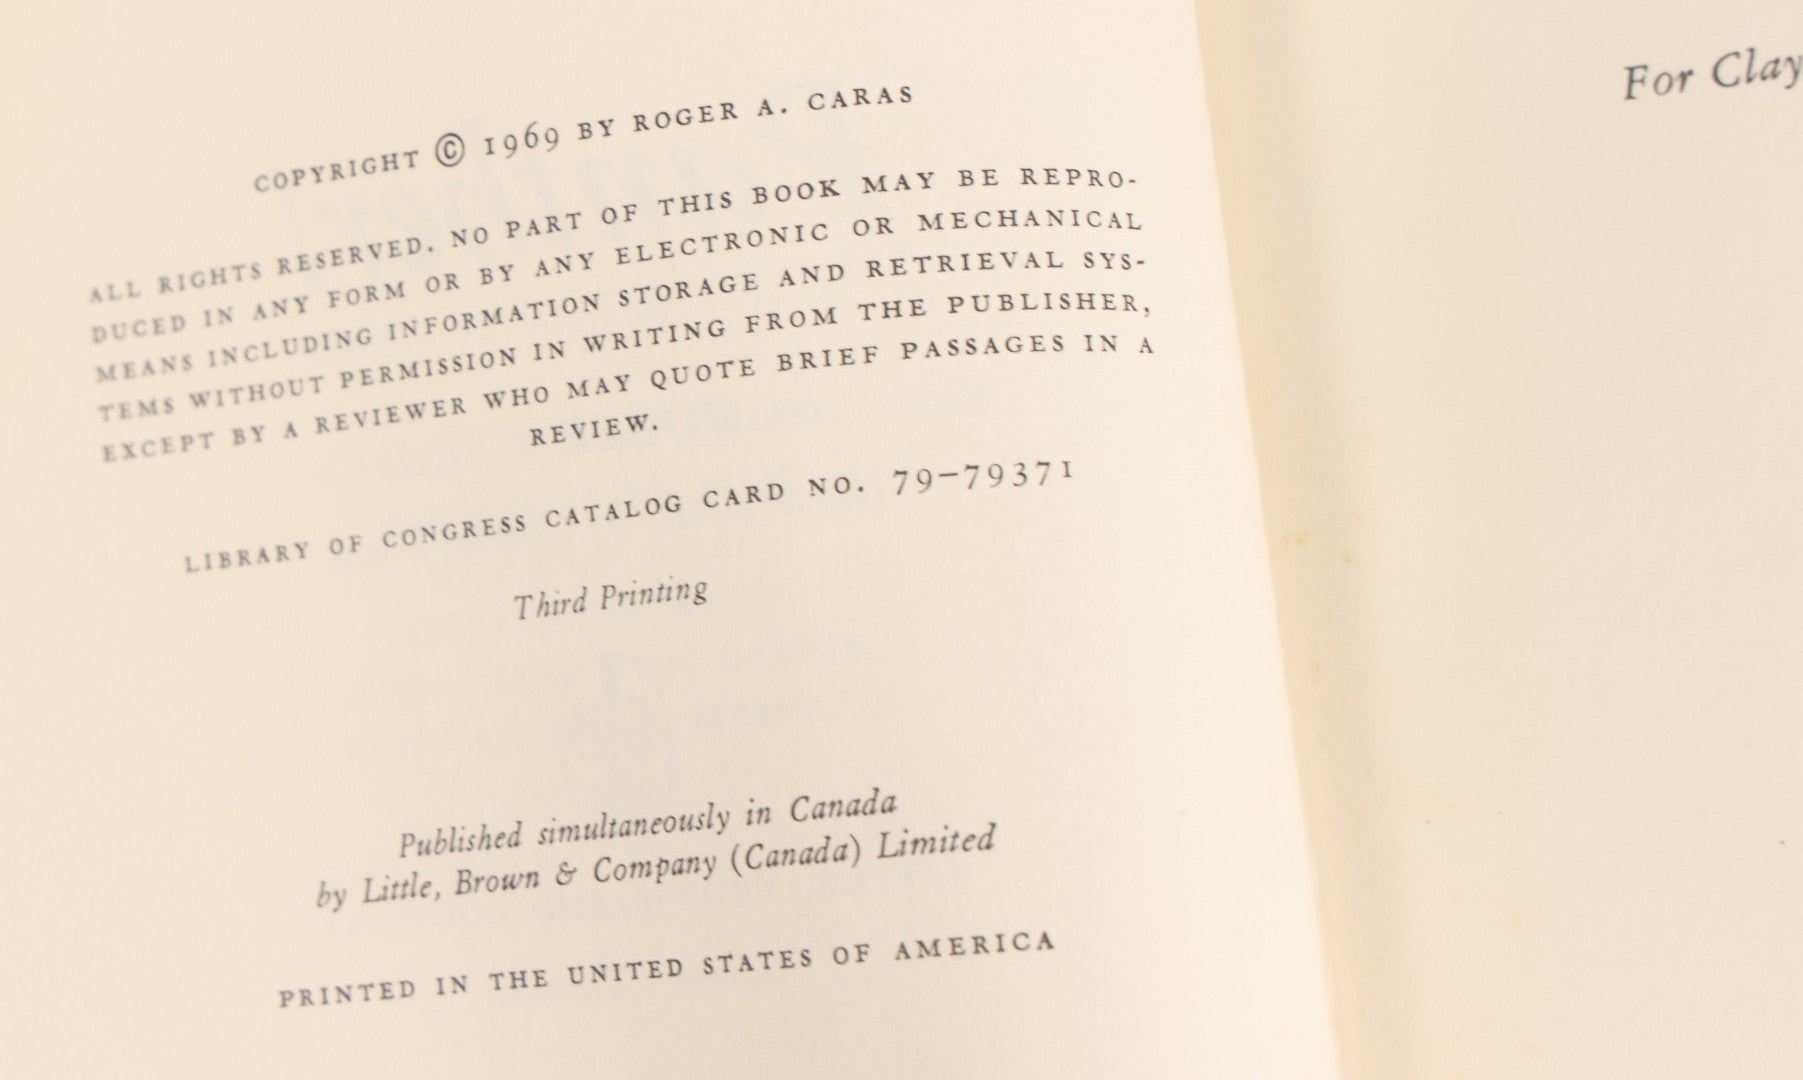 COPYRIGHT © 1969 BY ROGER A. CARAS
ALL RIGHTS RESERVED. NO PART OF THIS BOOK MAY BE REPRO-
DUCED IN ANY FORM OR BY ANY ELECTRONIC OR MECHANICAL
MEANS INCLUDING INFORMATION STORAGE AND RETRIEVAL SYS-
TEMS WITHOUT PERMISSION IN WRITING FROM THE PUBLISHER,
EXCEPT BY A REVIEWER WHO MAY QUOTE BRIEF PASSAGES IN A
REVIEW.
LIBRARY OF CONGRESS CATALOG CARD NO. 79-79371
Third Printing
Published simultaneously in Canada
by Little, Brown & Company (Canada) Limited
PRINTED IN THE UNITED STATES OF AMERICA
For Clay